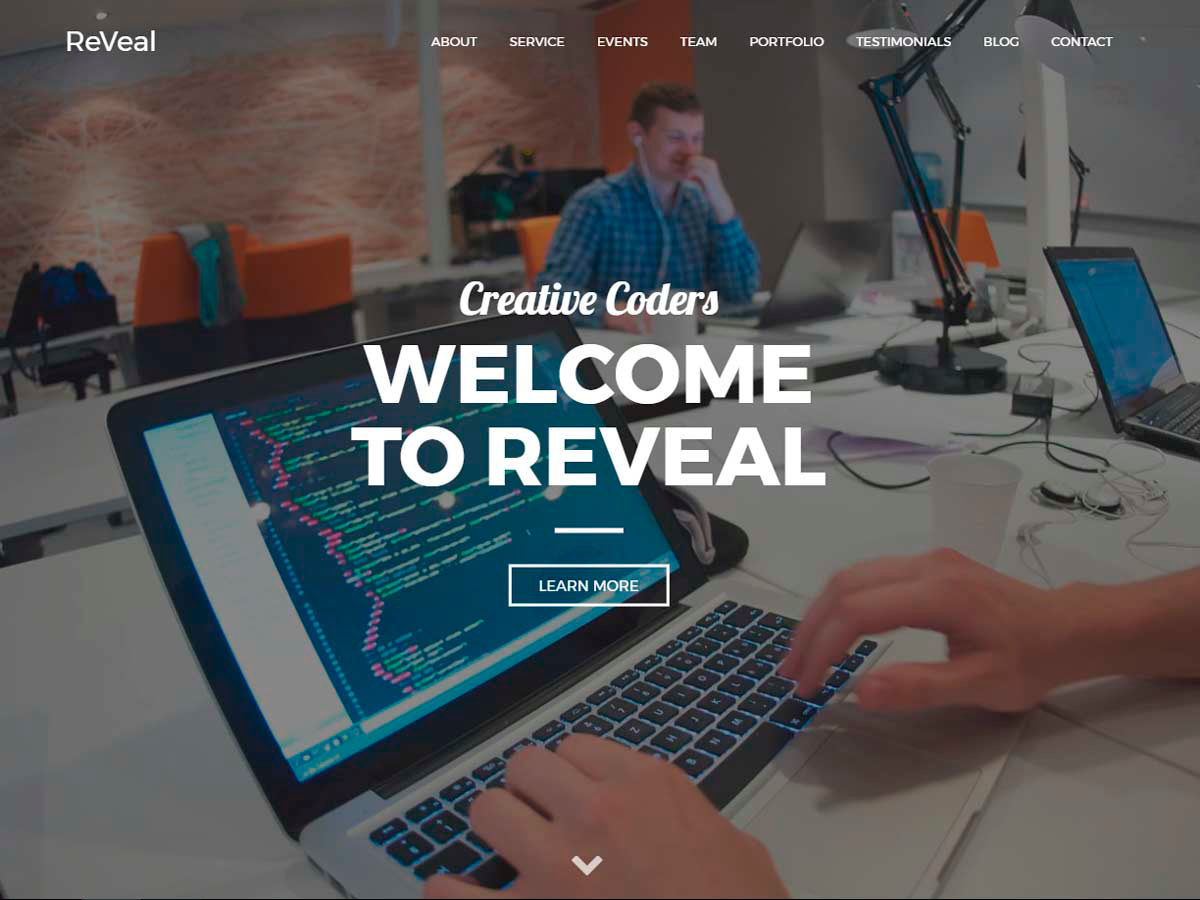 ReVeal
ABOUT SERVICE EVENTS TEAM PORTFOLIO TESTIMONIALS BLOG CONTACT
Creative Coders
WELCOME
TO REVEAL
LEARN MORE